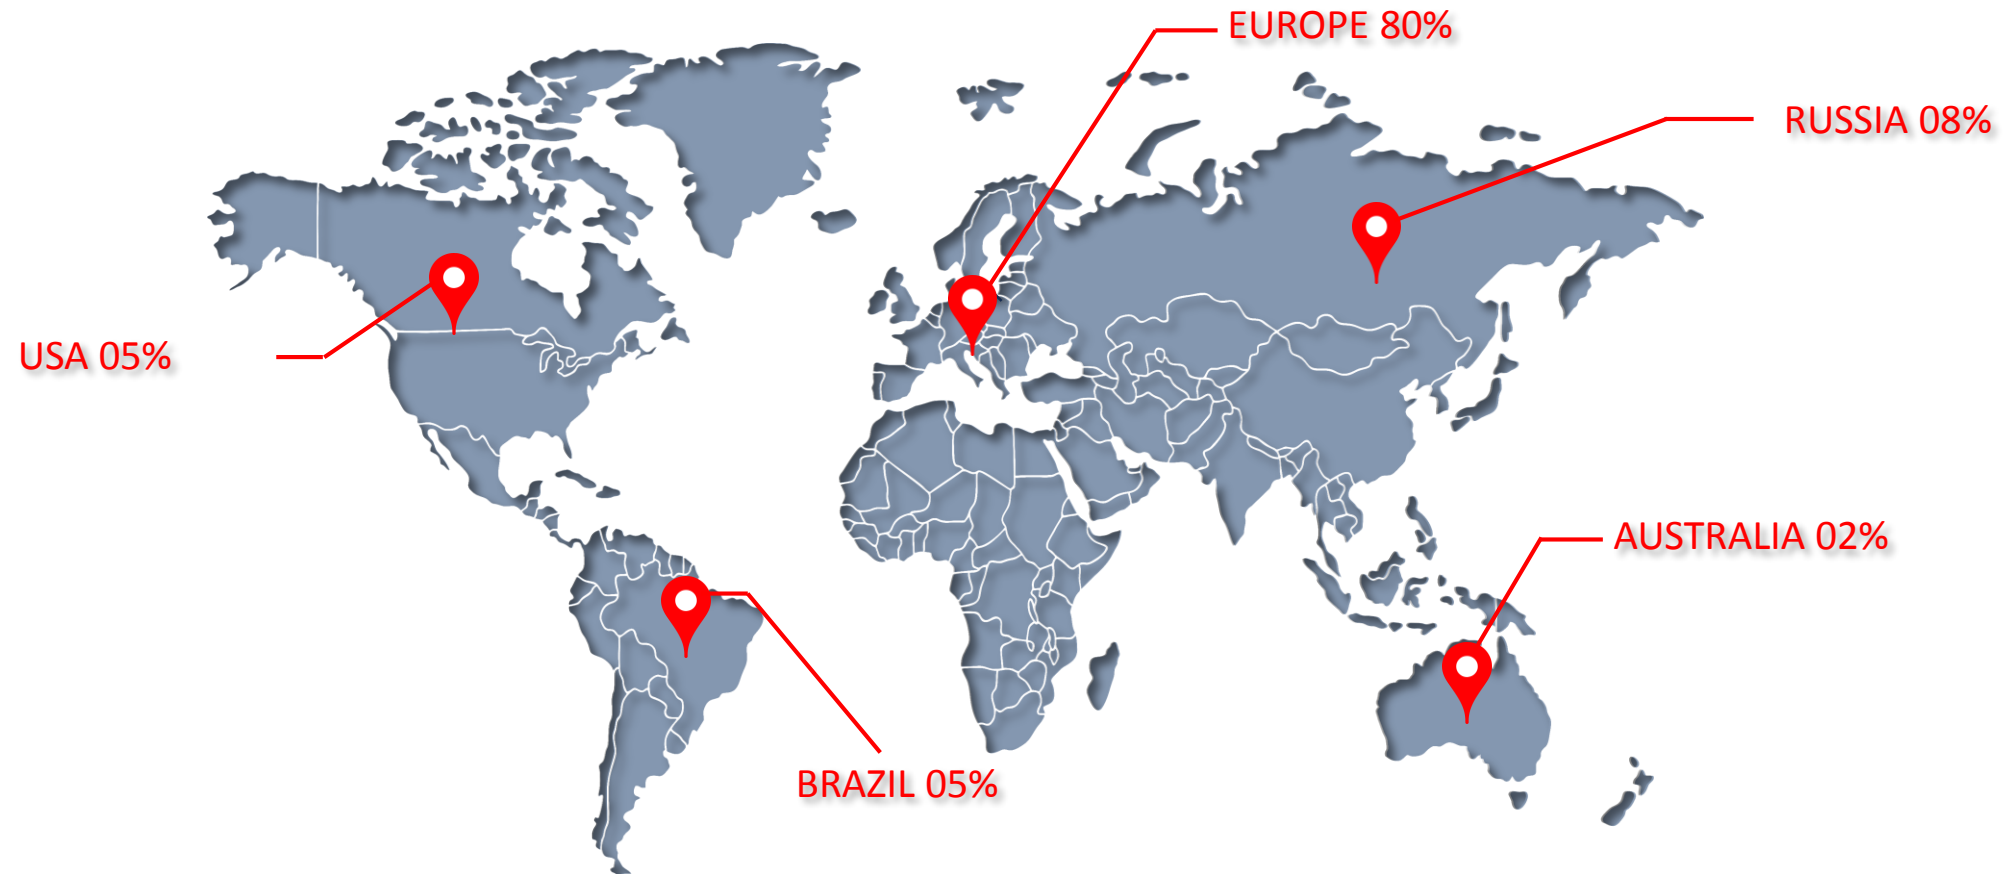 EUROPE 80%
RUSSIA 08%
USA 05%
AUSTRALIA 02%
BRAZIL 05%